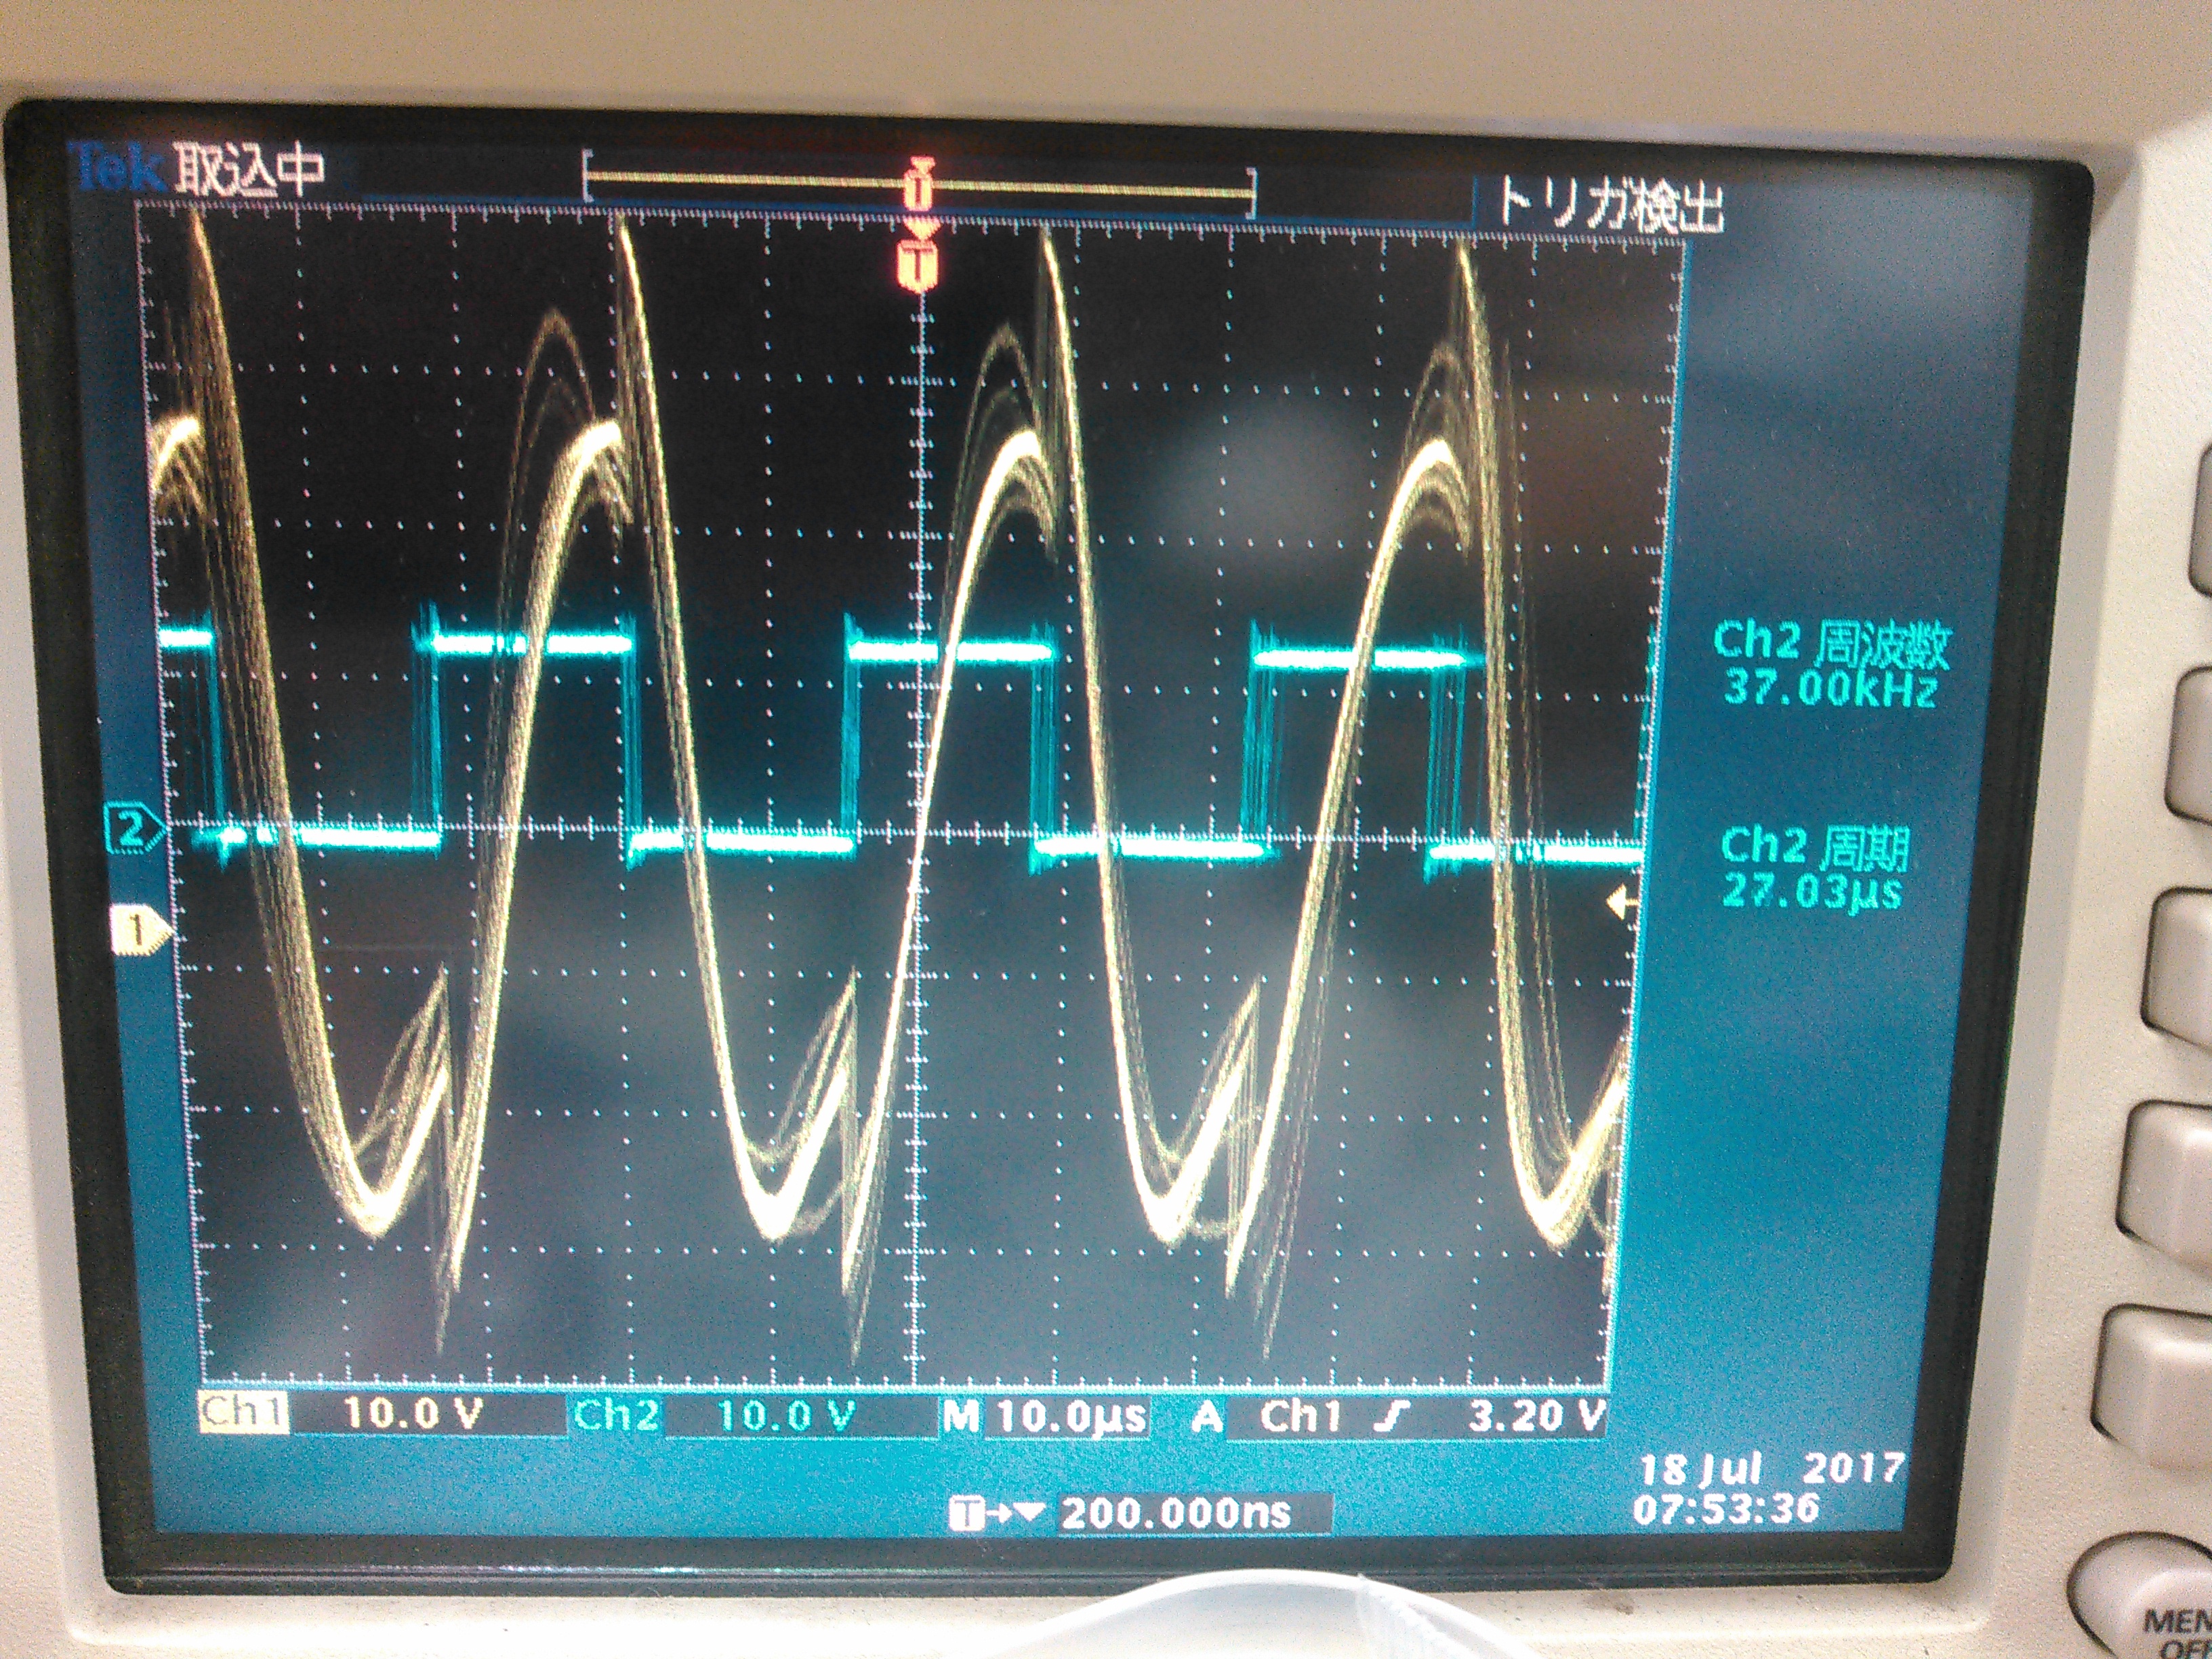 Tek 取込中
トリガ検出
T
T
Ch2 周波数
37.00kHz
2
Ch2 周期
27.03µs
1
Ch1 10.0 V Ch2 10.0 V M 10.0µs A Ch1 3.20 V
18 Jul 2017
07:53:36
T 200.000ns
MEN
OFF